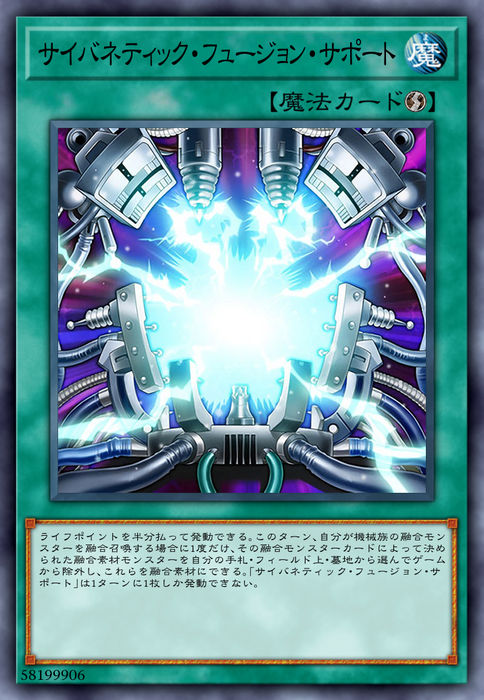 サイバネティック・フュージョン・サポート
魔
【魔法カード】
ライフポイントを半分払って発動できる。このターン、自分が機械族の融合モン
スターを融合召喚する場合に1度だけ、その融合モンスターカードによって決め
られた融合素材モンスターを自分の手札・フィールド上・墓地から選んでゲーム
から除外し、これらを融合素材にできる。「サイバネティック・フュージョン・サ
ポート」は1ターンに1枚しか発動できない。
58199906